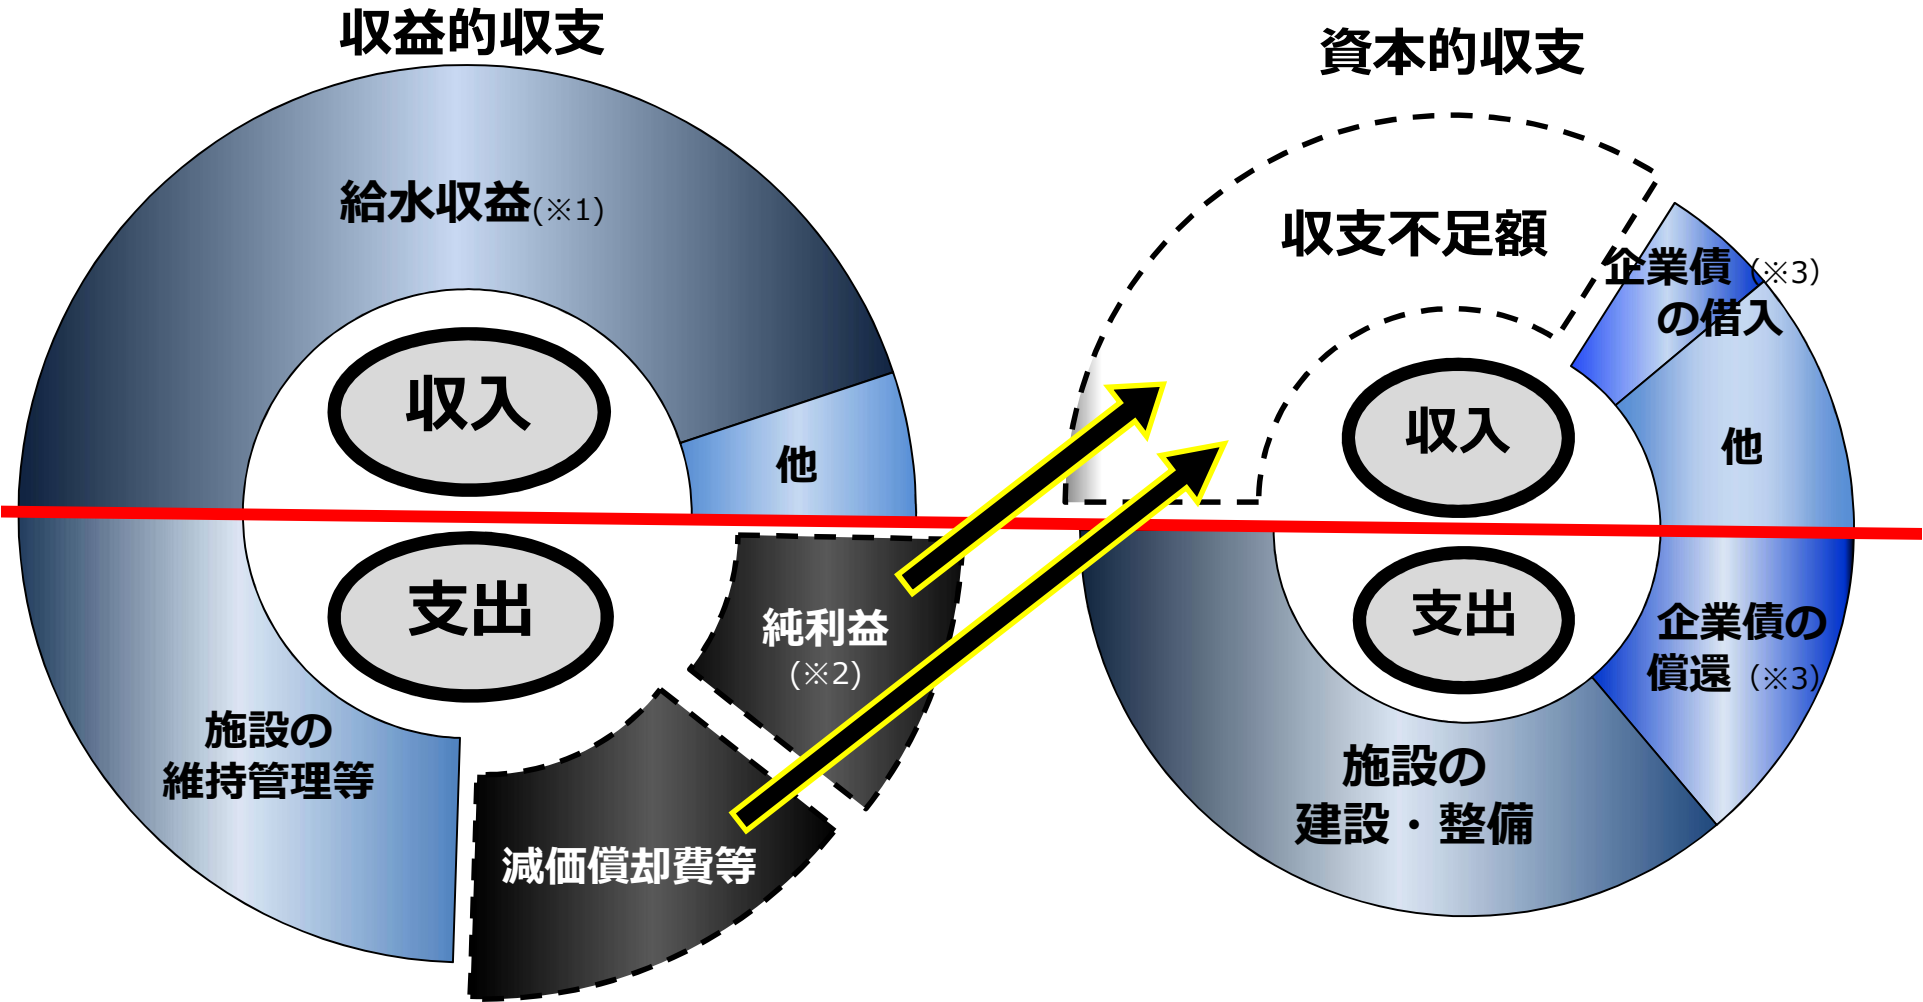 収益的収支
給水収益(※1)
収入
他
支出
純利益
(※2)
施設の
維持管理等
減価償却費等
資本的収支
収支不足額
企業債（※3）
の借入
収入
他
支出
企業債の
償還（※3）
施設の
建設・整備